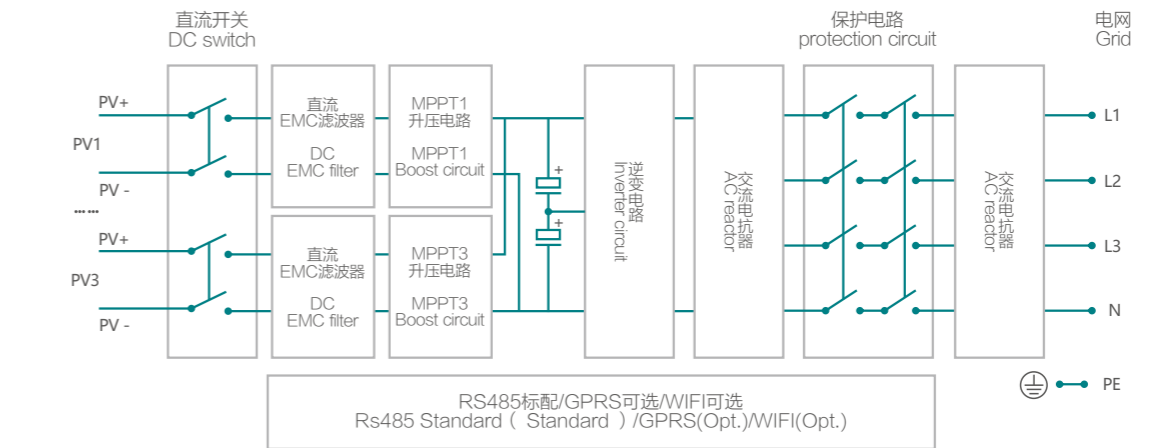 直流开关
DC switch
保护电路
protection circuit
电网
Grid
PV+
PV1
PV -
……
PV+
PV3
PV -
直流
EMC滤波器
DC
EMC filter
MPPT1
升压电路
MPPT1
Boost circuit
直流
EMC滤波器
DC
EMC filter
MPPT3
升压电路
MPPT3
Boost circuit
+
+
逆变电路
Inverter circuit
交流电抗器
AC reactor
交流电抗器
AC reactor
L1
L2
L3
N
PE
RS485标配/GPRS可选/WIFI可选
Rs485 Standard（ Standard ）/GPRS(Opt.)/WIFI(Opt.)